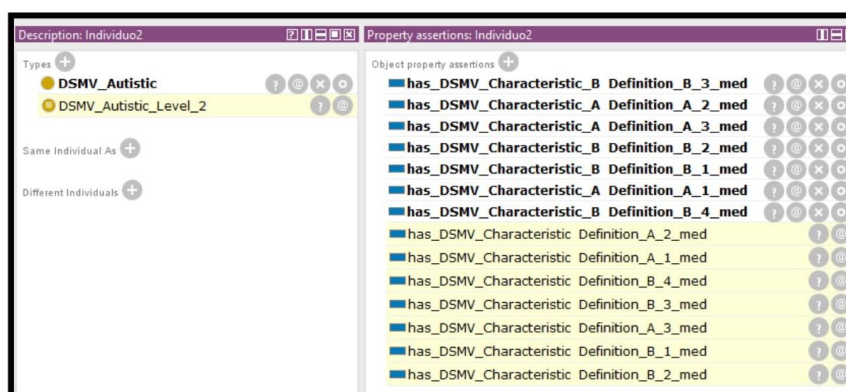 Description: Individuo2
Types
DSMV_Autistic
DSMV_Autistic_Level_2
Same Individual As
Different Individuals
Property assertions: Individuo2
Object property assertions
has_DSMV_Characteristic_B Definition_B_3_med
has_DSMV_Characteristic_A Definition_A_2_med
has_DSMV_Characteristic_A Definition_A_3_med
has_DSMV_Characteristic_B Definition_B_2_med
has_DSMV_Characteristic_B Definition_B_1_med
has_DSMV_Characteristic_A Definition_A_1_med
has_DSMV_Characteristic_B Definition_B_4_med
has_DSMV_Characteristic Definition_A_2_med
has_DSMV_Characteristic Definition_A_1_med
has_DSMV_Characteristic Definition_B_4_med
has_DSMV_Characteristic Definition_B_3_med
has_DSMV_Characteristic Definition_A_3_med
has_DSMV_Characteristic Definition_B_1_med
has_DSMV_Characteristic Definition_B_2_med